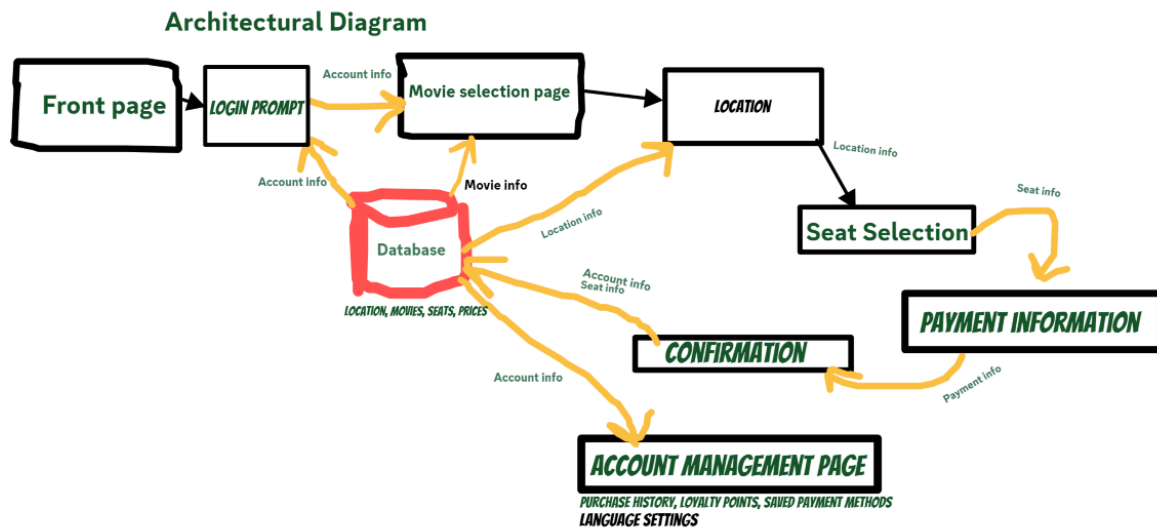 Architectural Diagram
Front page
LOGIN PROMPT
Account info
Movie selection page
LOCATION
Location info
Account info
Movie info
Location info
Seat info
Seat Selection
Database
LOCATION, MOVIES, SEATS, PRICES
Account info
Seat info
PAYMENT INFORMATION
CONFIRMATION
Payment info
Account info
ACCOUNT MANAGEMENT PAGE
PURCHASE HISTORY, LOYALTY POINTS, SAVED PAYMENT METHODS
LANGUAGE SETTINGS